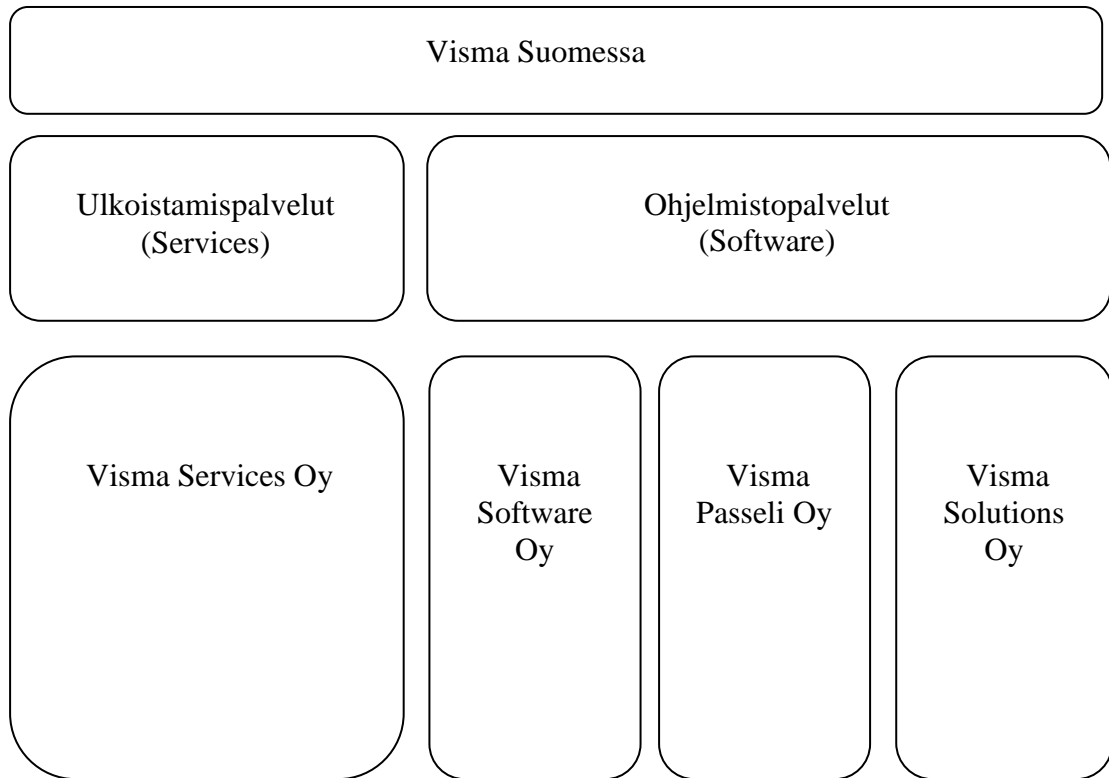 Visma Suomessa
Ulkoistamispalvelut
(Services)
Ohjelmistopalvelut
(Software)
Visma Services Oy
Visma
Software
Oy
Visma
Passeli Oy
Visma
Solutions
Oy